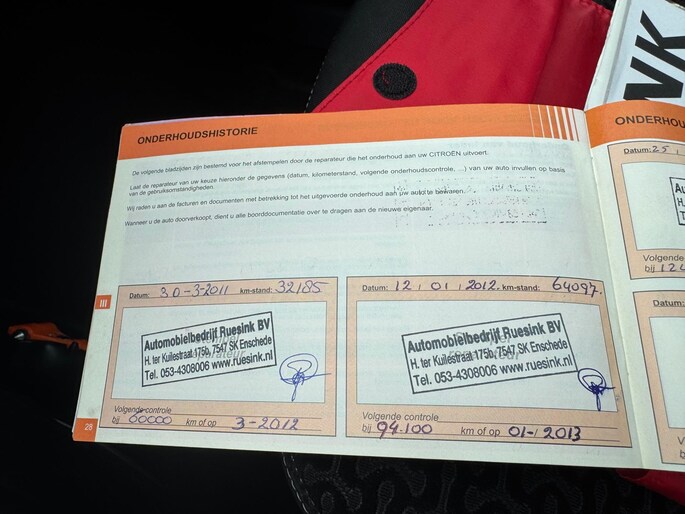 NK
ONDERHOUDSHISTORIE
De volgende bladzijden zijn bestemd voor het afstempelen door de reparateur die het onderhoud aan uw CITROËN uitvoert.
Laat de reparateur van uw keuze hieronder de gegevens (datum, kilometerstand, volgende onderhoudscontrole, ...) van uw auto invullen op basis
van de gebruiksomstandigheden.
Wij raden u aan de facturen en documenten met betrekking tot het uitgevoerde onderhoud aan uw auto te bewaren.
Wanneer u de auto doorverkoopt, dient u alle boorddocumentatie over te dragen aan de nieuwe eigenaar.
III
Datum: 30-3-2011 km-stand: 32185
Automobielbedrijf Ruesink BV
H. ter Kuilestraat 175b, 7547 SK Enschede
Tel. 053-4308006 www.ruesink.nl
Volgende controle
bij 60000 km of op 3-2012
Datum: 12 / 01 / 2012. km-stand: 64097.
Automobielbedrijf Ruesink BV
H. ter Kuilestraat 175b, 7547 SK Enschede
Tel. 053-4308006 www.ruesink.nl
Volgende controle
bij 94.100 km of op 01-/2013
28
ONDERHOU
Datum: 25
A
H.
Te
Volgende
bij 124
Datum: